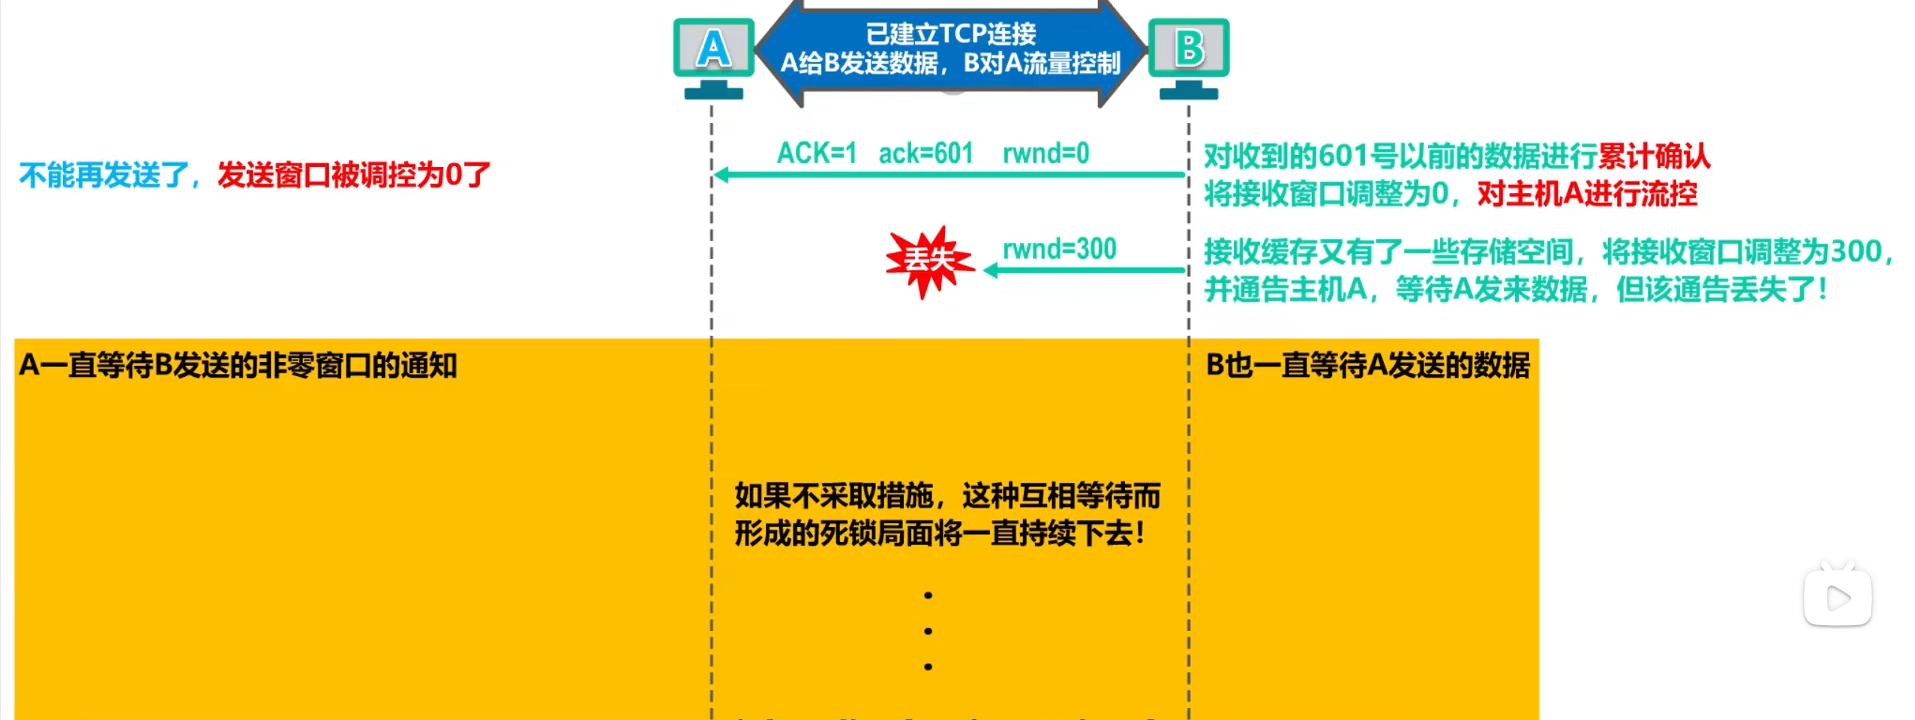 A
已建立TCP连接
A给B发送数据，B对A流量控制
B
ACK=1 ack=601 rwnd=0
对收到的601号以前的数据进行累计确认
将接收窗口调整为0，对主机A进行流控
不能再发送了，发送窗口被调控为0了
丢失
rwnd=300
接收缓存又有了一些存储空间，将接收窗口调整为300，
并通告主机A，等待A发来数据，但该通告丢失了！
A一直等待B发送的非零窗口的通知
B也一直等待A发送的数据
如果不采取措施，这种互相等待而
形成的死锁局面将一直持续下去！